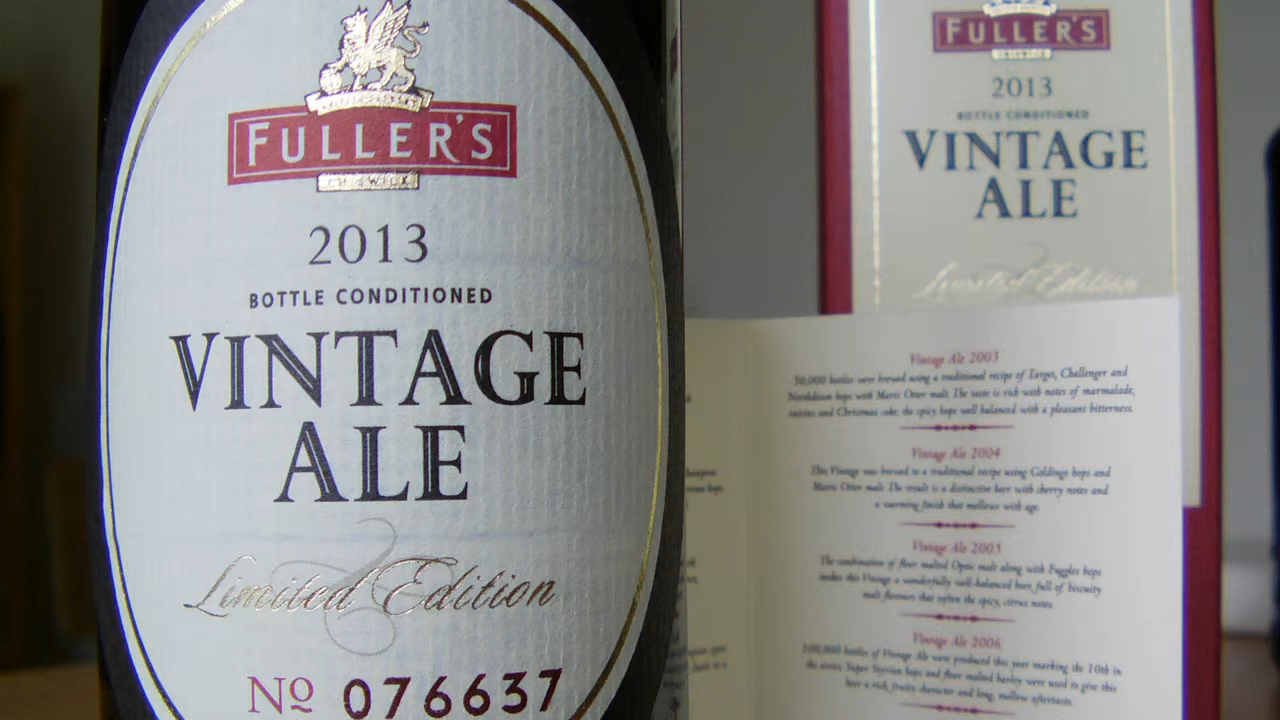 FULLER'S
CHISWICK
2013
BOTTLE CONDITIONED
VINTAGE
ALE
Limited Edition
No 076637
FULLER'S
2013
BOTTLE CONDITIONED
VINTAGE
ALE
Limited Edition
Vintage Ale 2003
50,000 bottles were brewed using a traditional recipe of Target, Challenger and
Northdown hops with Maris Otter malt. The taste is rich with notes of marmalade,
raisins and Christmas cake, the spicy hops well balanced with a pleasant bitterness.
Vintage Ale 2004
This Vintage was brewed to a traditional recipe using Goldings hops and
Maris Otter malt. The result is a distinctive beer with cherry notes and
a warming finish that mellows with age.
Vintage Ale 2005
The combination of floor malted Optic malt along with Fuggles hops
makes this Vintage a wonderfully well-balanced beer, full of biscuity
malt flavours that soften the spicy, citrus notes.
Vintage Ale 2006
100,000 bottles of Vintage Ale were produced this year marking the 10th in
the series. Super Styrian hops and floor malted barley were used to give this
beer a rich, fruity character and long, mellow aftertaste.